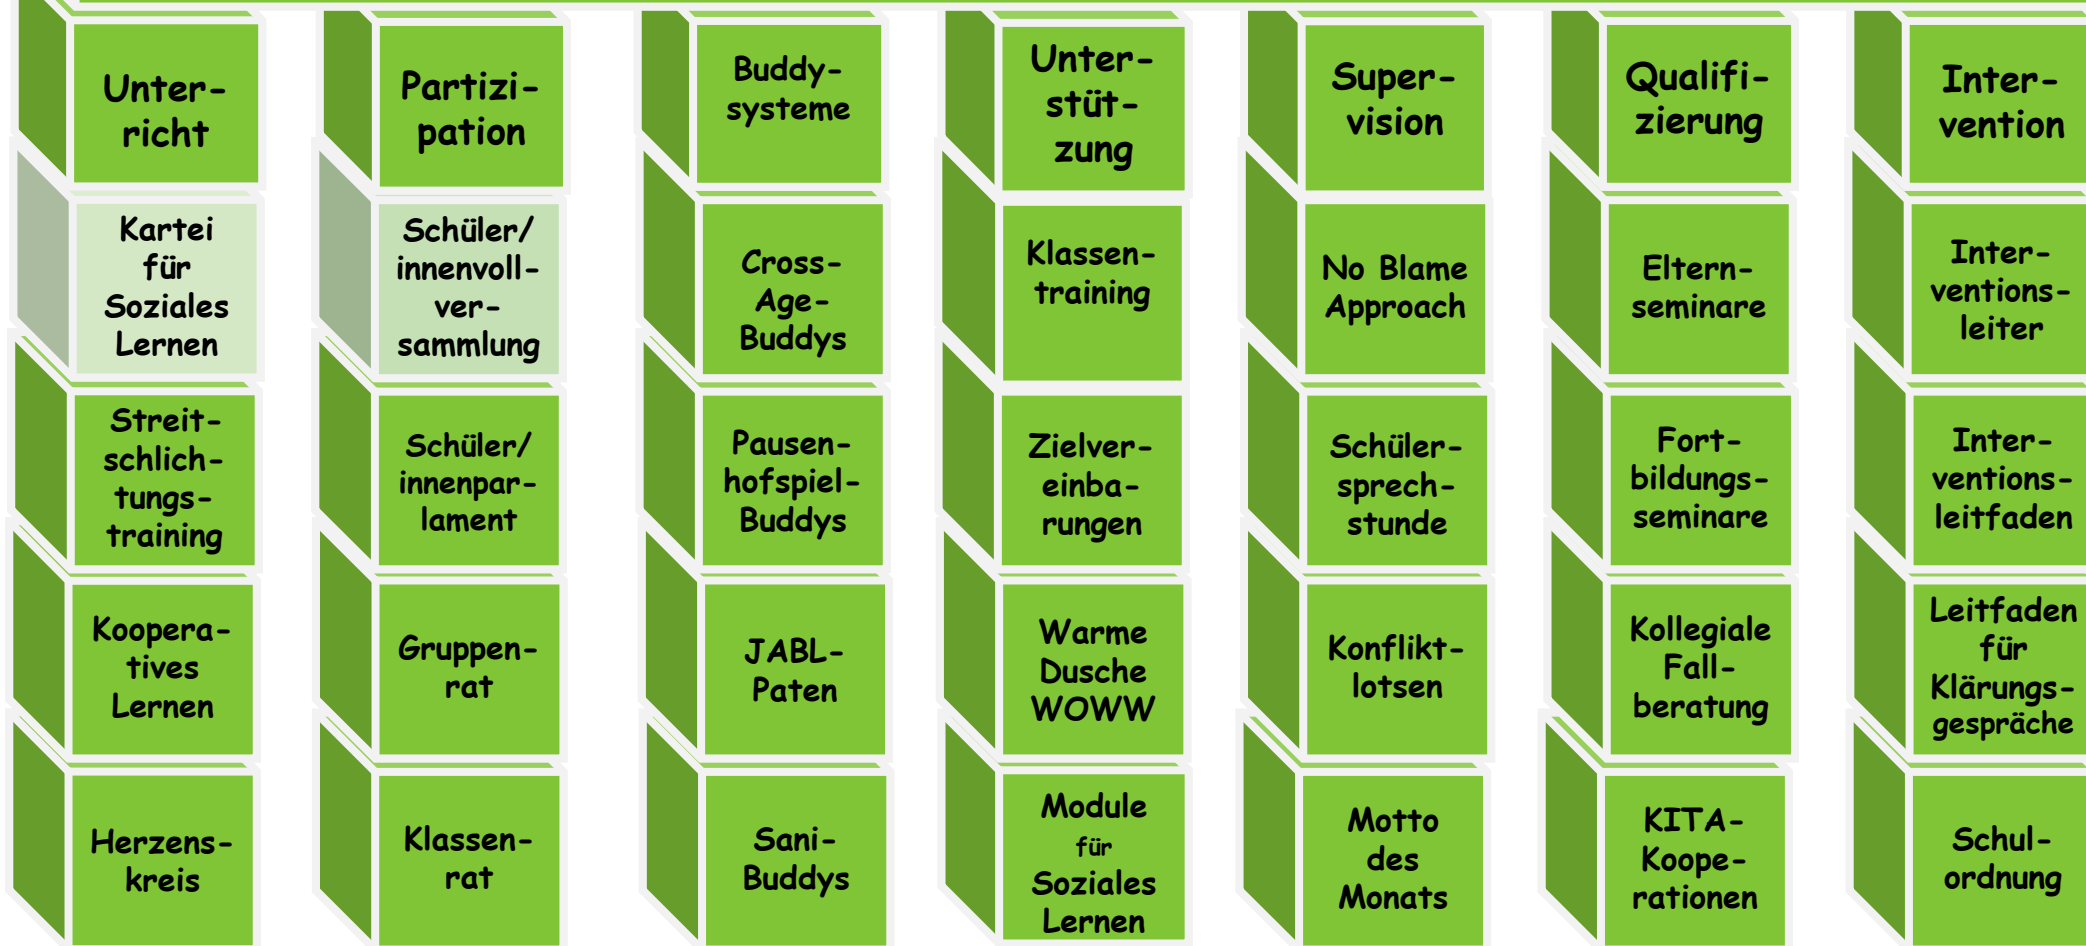 Unter-
richt
Kartei
für
Soziales
Lernen
Streit-
schlich-
tungs-
training
Koopera-
tives
Lernen
Herzens-
kreis
Partizi-
pation
Schüler/
innenvoll-
ver-
sammlung
Schüler/
innenpar-
lament
Gruppen-
rat
Klassen-
rat
Buddy-
systeme
Cross-
Age-
Buddys
Pausen-
hofspiel-
Buddys
JABL-
Paten
Sani-
Buddys
Unter-
stüt-
zung
Klassen-
training
Zielver-
einba-
rungen
Warme
Dusche
WOWW
Module
für
Soziales
Lernen
Super-
vision
No Blame
Approach
Schüler-
sprech-
stunde
Konflikt-
lotsen
Motto
des
Monats
Qualifi-
zierung
Eltern-
seminare
Fort-
bildungs-
seminare
Kollegiale
Fall-
beratung
KITA-
Koope-
rationen
Inter-
vention
Inter-
ventions-
leiter
Inter-
ventions-
leitfaden
Leitfaden
für
Klärungs-
gespräche
Schul-
ordnung